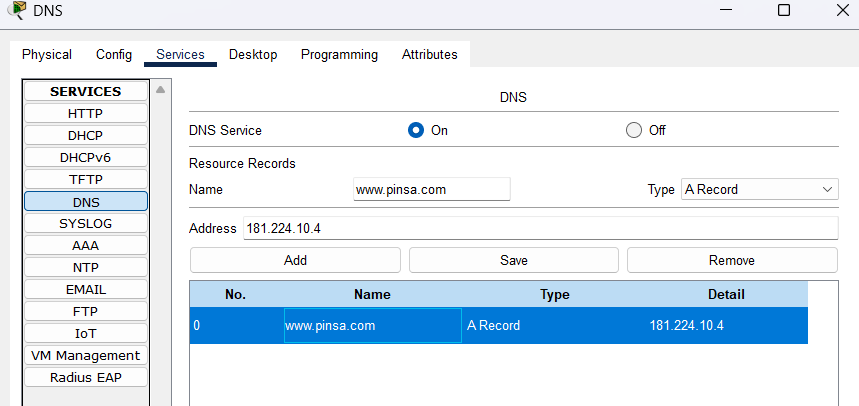 DNS
Physical Config Services Desktop Programming Attributes
SERVICES
HTTP
DHCP
DHCPv6
TFTP
DNS
SYSLOG
AAA
NTP
EMAIL
FTP
IoT
VM Management
Radius EAP
DNS
DNS Service On Off
Resource Records
Name www.pinsa.com Type A Record
Address 181.224.10.4
Add Save Remove
No. Name Type Detail
0 www.pinsa.com A Record 181.224.10.4